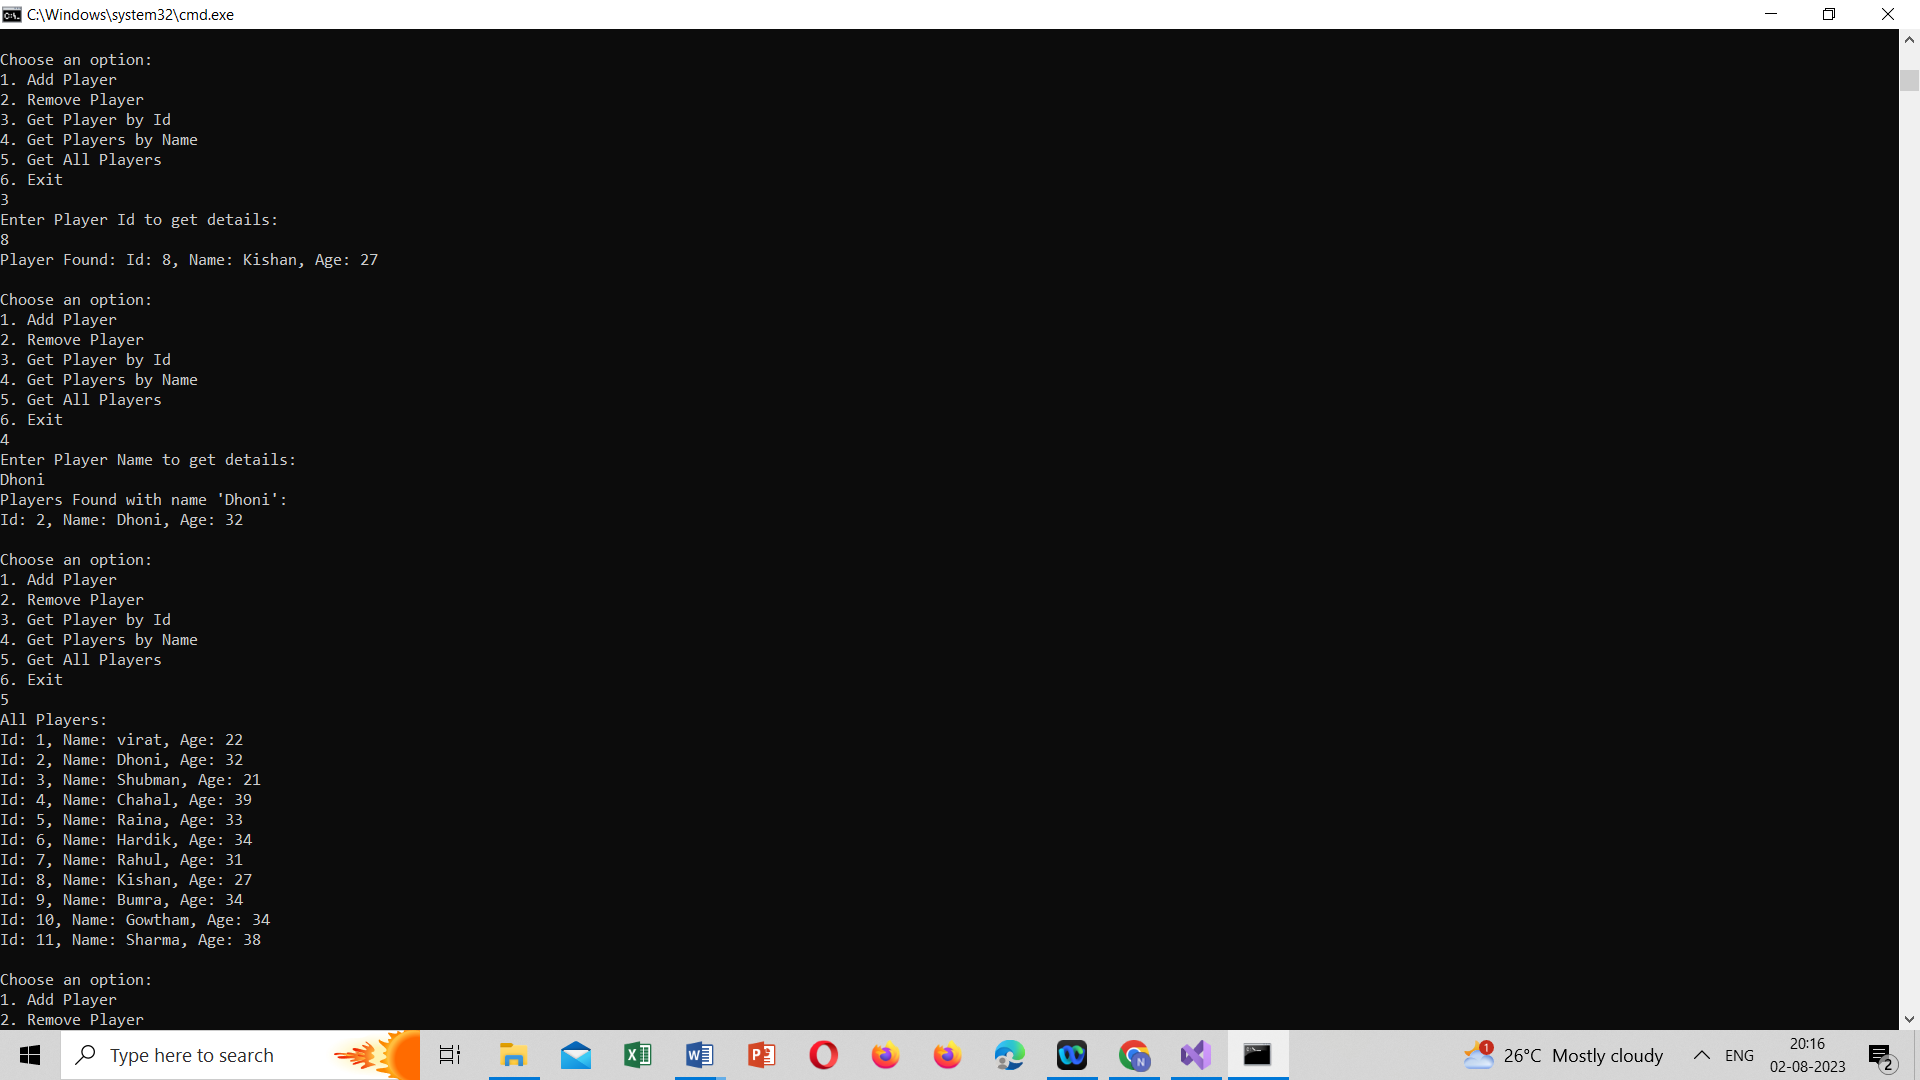 C:\Windows\system32\cmd.exe
Choose an option:
1. Add Player
2. Remove Player
3. Get Player by Id
4. Get Players by Name
5. Get All Players
6. Exit
3
Enter Player Id to get details:
8
Player Found: Id: 8, Name: Kishan, Age: 27
Choose an option:
1. Add Player
2. Remove Player
3. Get Player by Id
4. Get Players by Name
5. Get All Players
6. Exit
4
Enter Player Name to get details:
Dhoni
Players Found with name 'Dhoni':
Id: 2, Name: Dhoni, Age: 32
Choose an option:
1. Add Player
2. Remove Player
3. Get Player by Id
4. Get Players by Name
5. Get All Players
6. Exit
5
All Players:
Id: 1, Name: virat, Age: 22
Id: 2, Name: Dhoni, Age: 32
Id: 3, Name: Shubman, Age: 21
Id: 4, Name: Chahal, Age: 39
Id: 5, Name: Raina, Age: 33
Id: 6, Name: Hardik, Age: 34
Id: 7, Name: Rahul, Age: 31
Id: 8, Name: Kishan, Age: 27
Id: 9, Name: Bumra, Age: 34
Id: 10, Name: Gowtham, Age: 34
Id: 11, Name: Sharma, Age: 38
Choose an option:
1. Add Player
2. Remove Player
Type here to search
1
26°C Mostly cloudy
ENG
20:16
02-08-2023
2